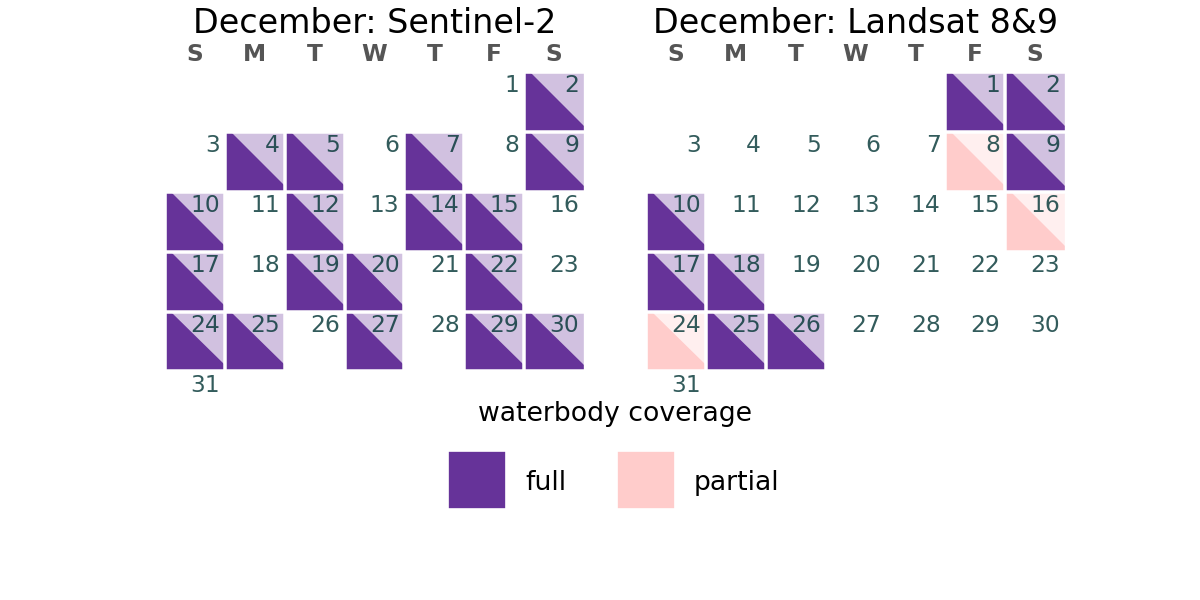 December: Sentinel-2
S M T W T F S
1 2
3 4 5 6 7 8 9
10 11 12 13 14 15 16
17 18 19 20 21 22 23
24 25 26 27 28 29 30
31
December: Landsat 8&9
S M T W T F S
1 2
3 4 5 6 7 8 9
10 11 12 13 14 15 16
17 18 19 20 21 22 23
24 25 26 27 28 29 30
31
waterbody coverage
full
partial